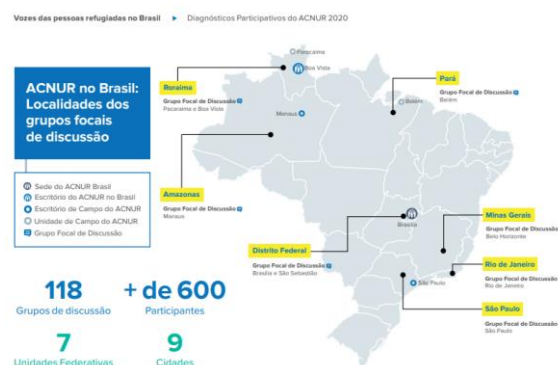 Vozes das pessoas refugiadas no Brasil ▶ Diagnósticos Participativos do ACNUR 2020
ACNUR no Brasil:
Localidades dos
grupos focais
de discussão
Sede do ACNUR Brasil
Escritório do ACNUR no Brasil
Escritório de Campo do ACNUR
Unidade de Campo do ACNUR
Grupo Focal de Discussão
118
Grupos de discussão
+ de 600
Participantes
7
Unidades Federativas
9
Cidades
Pacaraima
Boa Vista
Roraima
Grupo Focal de Discussão
Pacaraima e Boa Vista
Manaus
Amazonas
Grupo Focal de Discussão
Manaus
Pará
Grupo Focal de Discussão
Belém
Belém
Brasília
Distrito Federal
Grupo Focal de Discussão
Brasília e São Sebastião
Minas Gerais
Grupo Focal de Discussão
Belo Horizonte
Rio de Janeiro
Grupo Focal de Discussão
Rio de Janeiro
São Paulo
São Paulo
Grupo Focal de Discussão
São Paulo